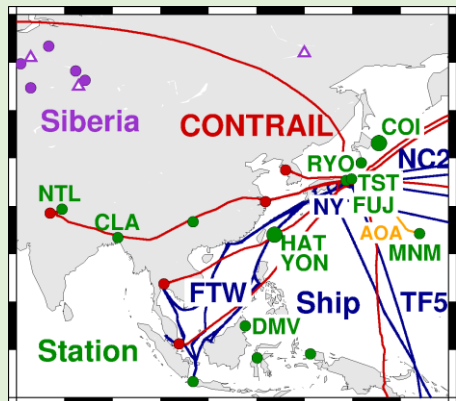 Siberia
CONTRAIL
COI
RYO
NC2
NTL
TST
NY
FUJ
CLA
AOA
HAT
MNM
YON
FTW
Ship
TF5
Station
DMV